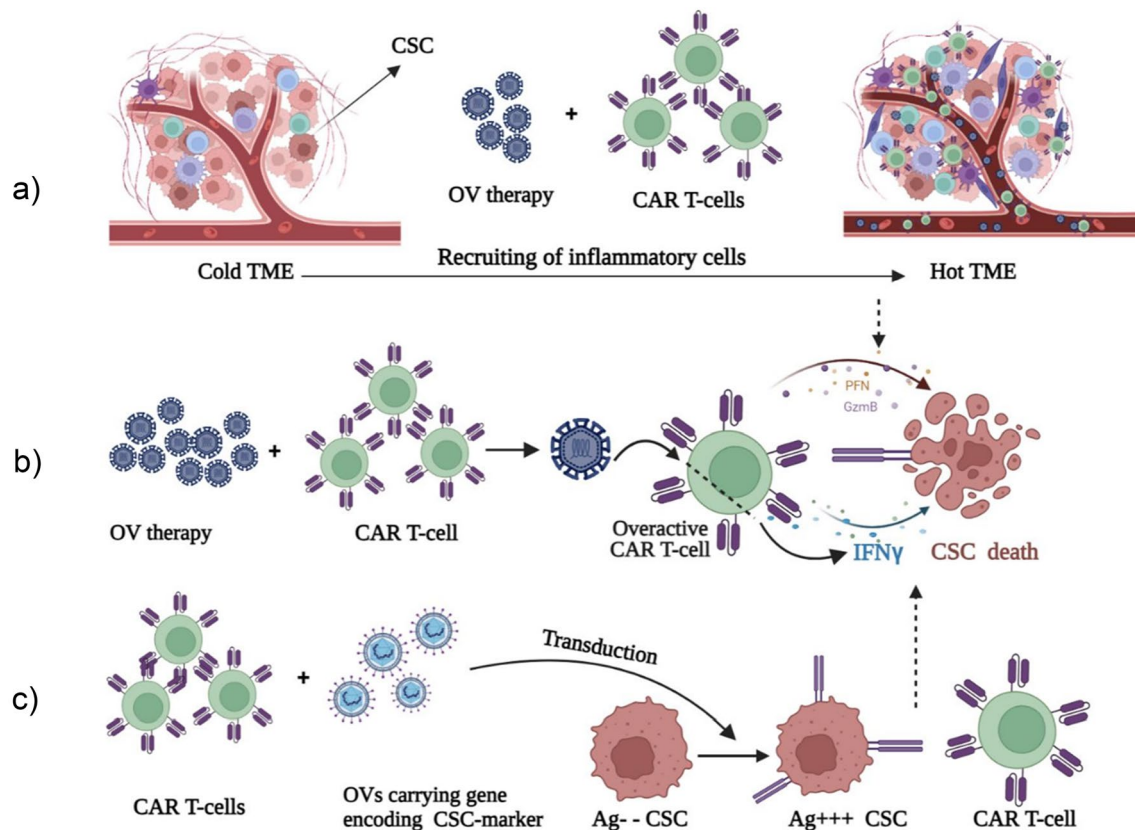 CSC
a)
OV therapy
+
CAR T-cells
Cold TME
Recruiting of inflammatory cells
Hot TME
b)
+
PFN
GzmB
OV therapy
CAR T-cell
Overactive
CAR T-cell
IFNγ
CSC death
c)
+
Transduction
CAR T-cells
OVs carrying gene
encoding CSC-marker
Ag- - CSC
Ag+++ CSC
CAR T-cell